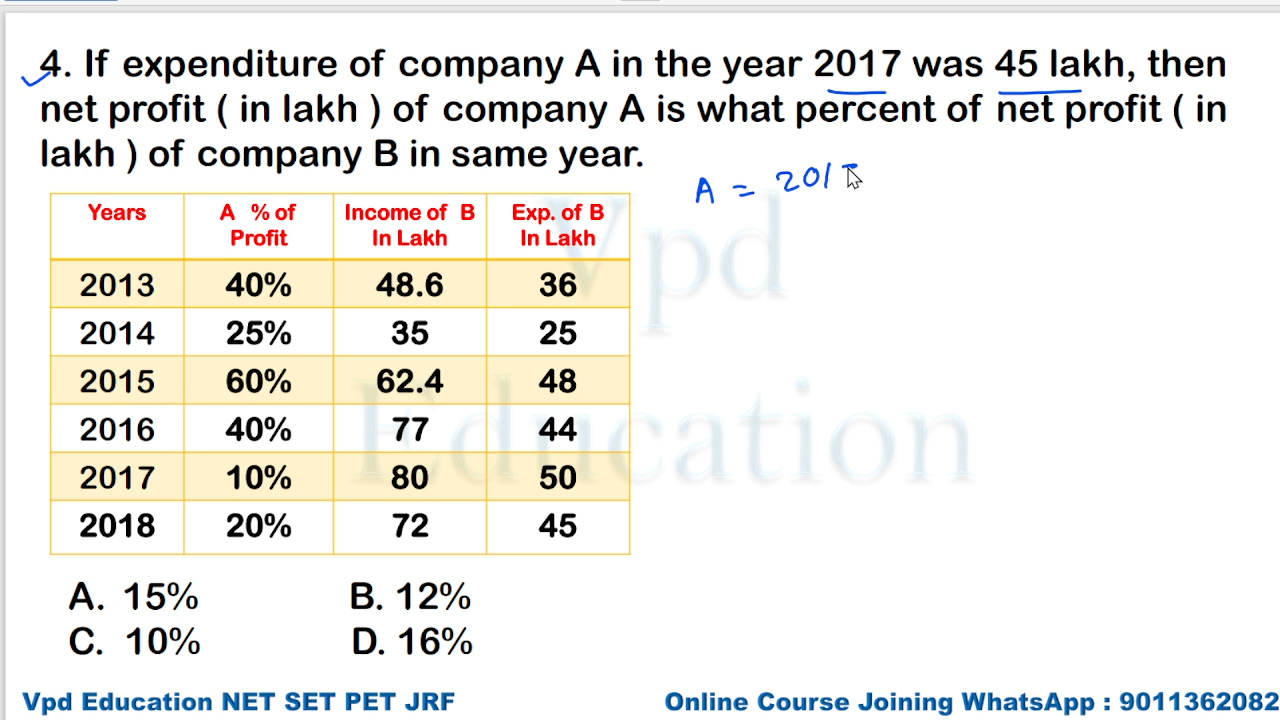 4. If expenditure of company A in the year 2017 was 45 lakh, then
net profit ( in lakh ) of company A is what percent of net profit ( in
lakh ) of company B in same year.
A = 201
Years A % of Profit Income of B In Lakh Exp. of B In Lakh
2013 40% 48.6 36
2014 25% 35 25
2015 60% 62.4 48
2016 40% 77 44
2017 10% 80 50
2018 20% 72 45
Vpd
Education
A. 15% B. 12%
C. 10% D. 16%
Vpd Education NET SET PET JRF Online Course Joining WhatsApp : 9011362082